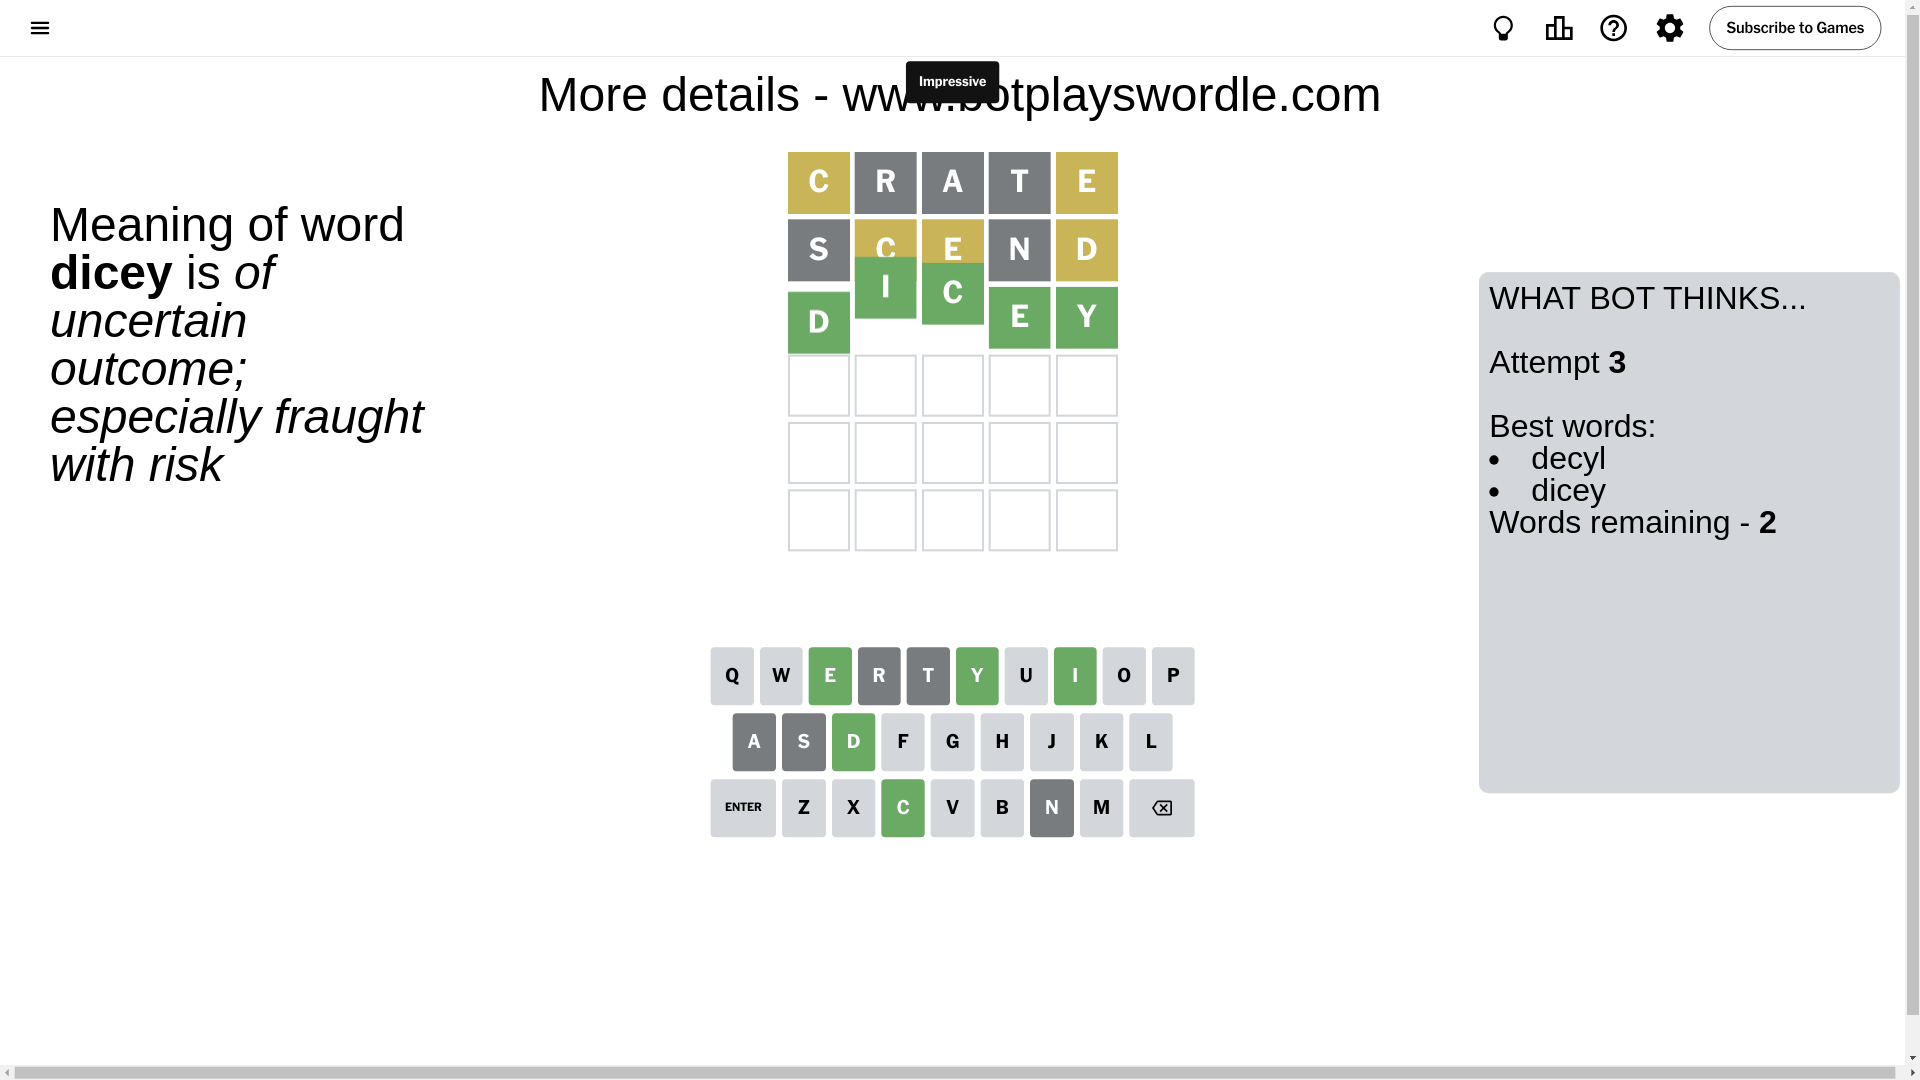 Subscribe to Games
Impressive
More details - www.botplayswordle.com
Meaning of word
dicey is of
uncertain
outcome;
especially fraught
with risk
C R A T E
S C E N D
D I C E Y
WHAT BOT THINKS...
Attempt 3
Best words:
• decyl
• dicey
Words remaining - 2
Q W E R T Y U I O P
A S D F G H J K L
ENTER Z X C V B N M